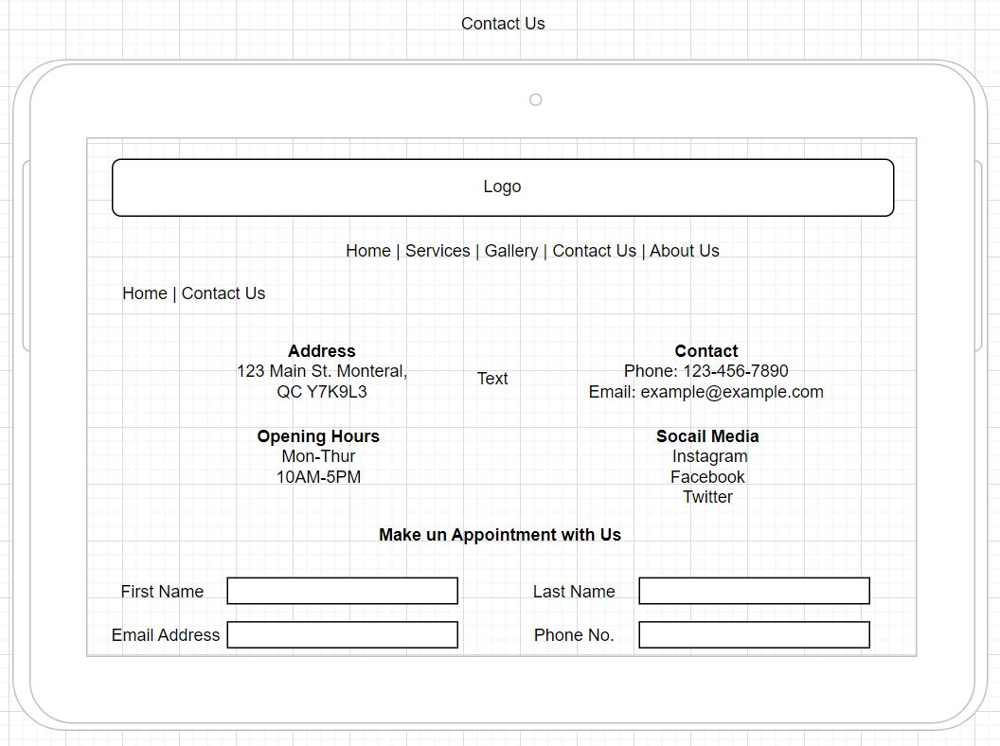 Contact Us
Logo
Home | Services | Gallery | Contact Us | About Us
Home | Contact Us
Address
123 Main St. Monteral,
QC Y7K9L3
Text
Contact
Phone: 123-456-7890
Email: example@example.com
Opening Hours
Mon-Thur
10AM-5PM
Socail Media
Instagram
Facebook
Twitter
Make un Appointment with Us
First Name
Last Name
Email Address
Phone No.